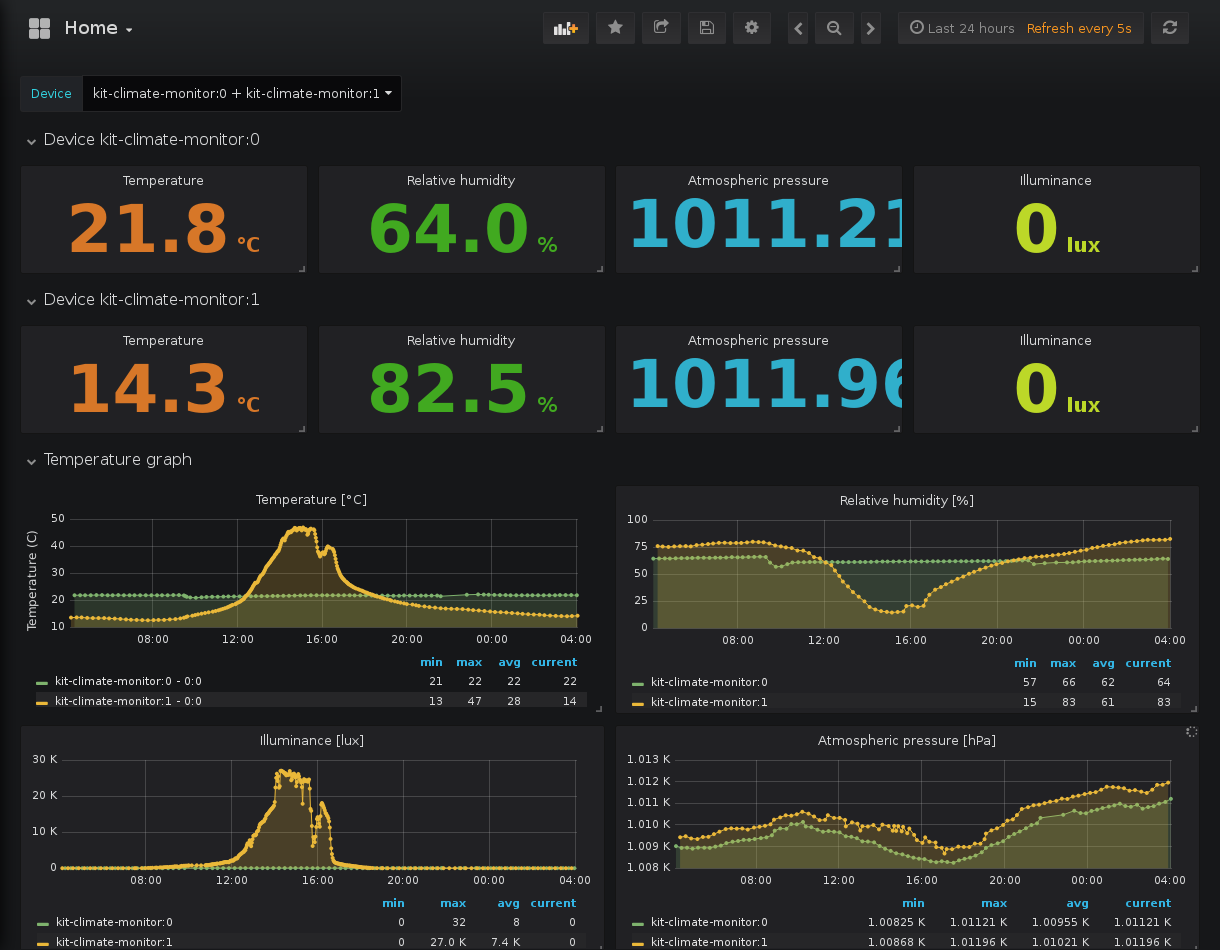 Home
Last 24 hours Refresh every 5s
Device kit-climate-monitor:0 + kit-climate-monitor:1
Device kit-climate-monitor:0
Temperature Relative humidity Atmospheric pressure Illuminance
21.8 °C 64.0 % 1011.21 0 lux
Device kit-climate-monitor:1
Temperature Relative humidity Atmospheric pressure Illuminance
14.3 °C 82.5 % 1011.96 0 lux
Temperature graph
Temperature [°C]
Temperature (C)
50
40
30
20
10
08:00 12:00 16:00 20:00 00:00 04:00
min max avg current
kit-climate-monitor:0 - 0:0 21 22 22 22
kit-climate-monitor:1 - 0:0 13 47 28 14
Relative humidity [%]
100
75
50
25
0
08:00 12:00 16:00 20:00 00:00 04:00
min max avg current
kit-climate-monitor:0 57 66 62 64
kit-climate-monitor:1 15 83 61 83
Illuminance [lux]
30 K
20 K
10 K
0
08:00 12:00 16:00 20:00 00:00 04:00
min max avg current
kit-climate-monitor:0 0 32 8 0
kit-climate-monitor:1 0 27.0 K 7.4 K 0
Atmospheric pressure [hPa]
1.013 K
1.012 K
1.011 K
1.010 K
1.009 K
1.008 K
08:00 12:00 16:00 20:00 00:00 04:00
min max avg current
kit-climate-monitor:0 1.00825 K 1.01121 K 1.00955 K 1.01121 K
kit-climate-monitor:1 1.00868 K 1.01196 K 1.01021 K 1.01196 K